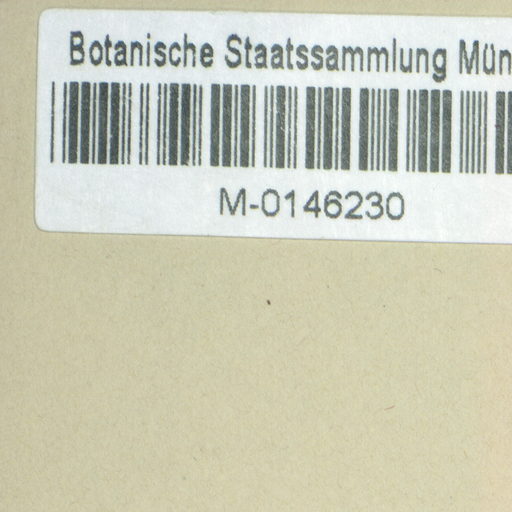 Botanische Staatssammlung Mün
M-0146230